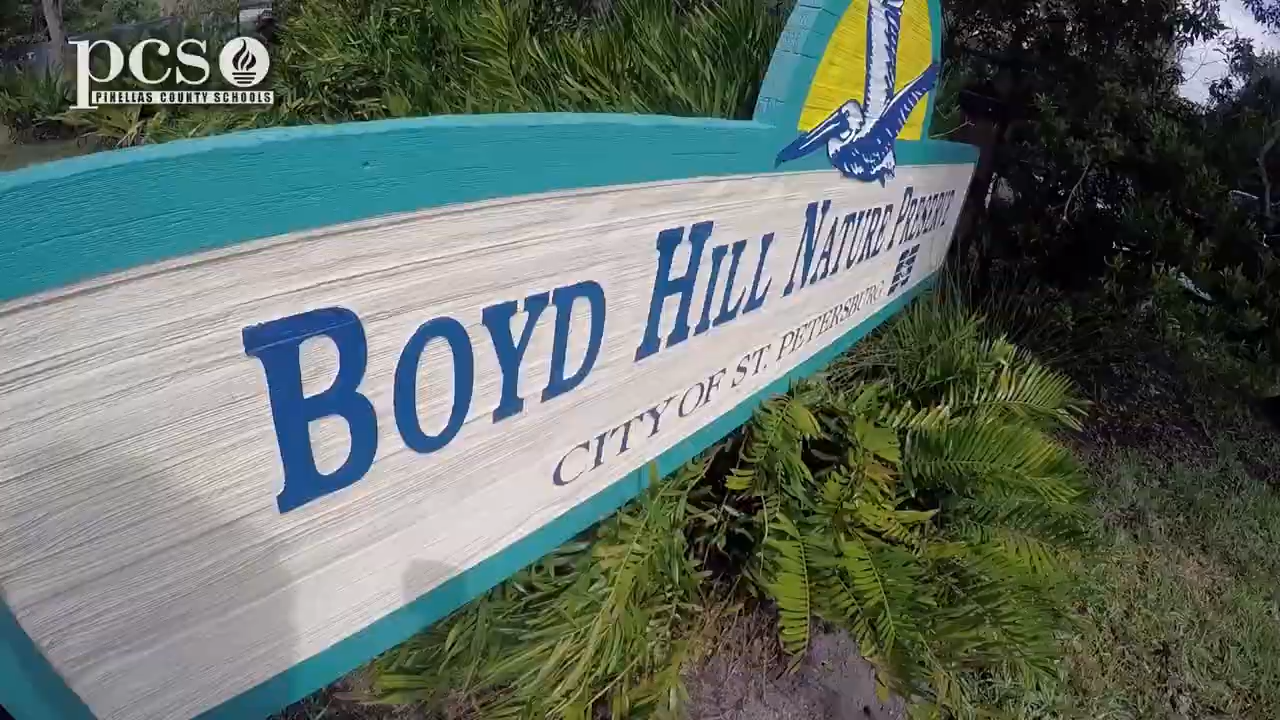 pcs
PINELLAS COUNTY SCHOOLS
BOYD HILL NATURE PRESERVE
CITY OF ST. PETERSBURG